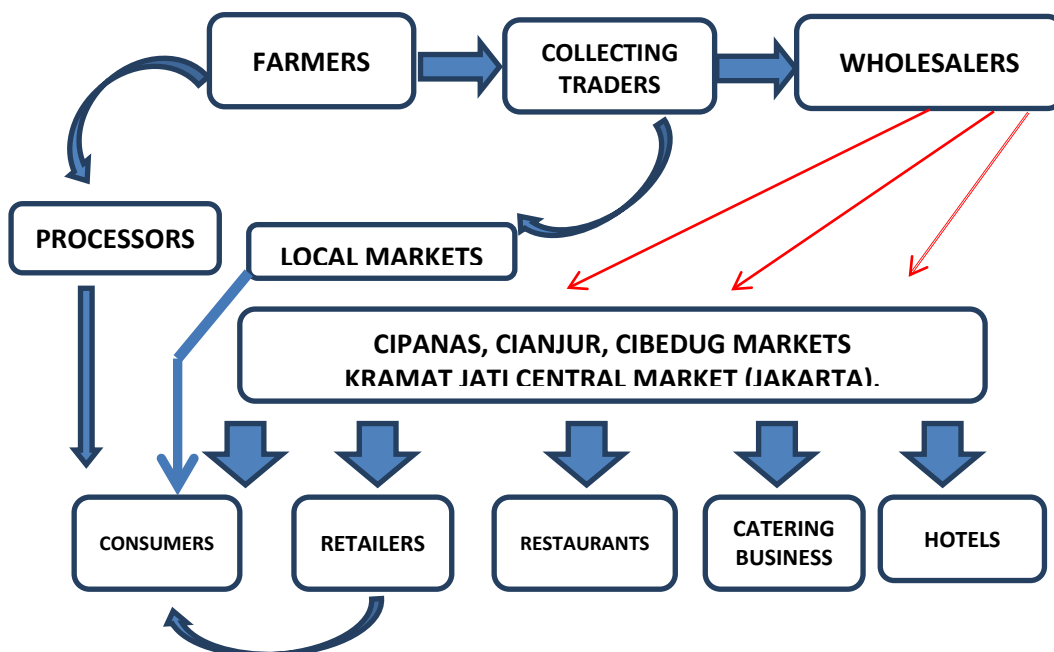 FARMERS
COLLECTING
TRADERS
WHOLESALERS
PROCESSORS
LOCAL MARKETS
CIPANAS, CIANJUR, CIBEDUG MARKETS
KRAMAT JATI CENTRAL MARKET (JAKARTA).
CONSUMERS
RETAILERS
RESTAURANTS
CATERING
BUSINESS
HOTELS